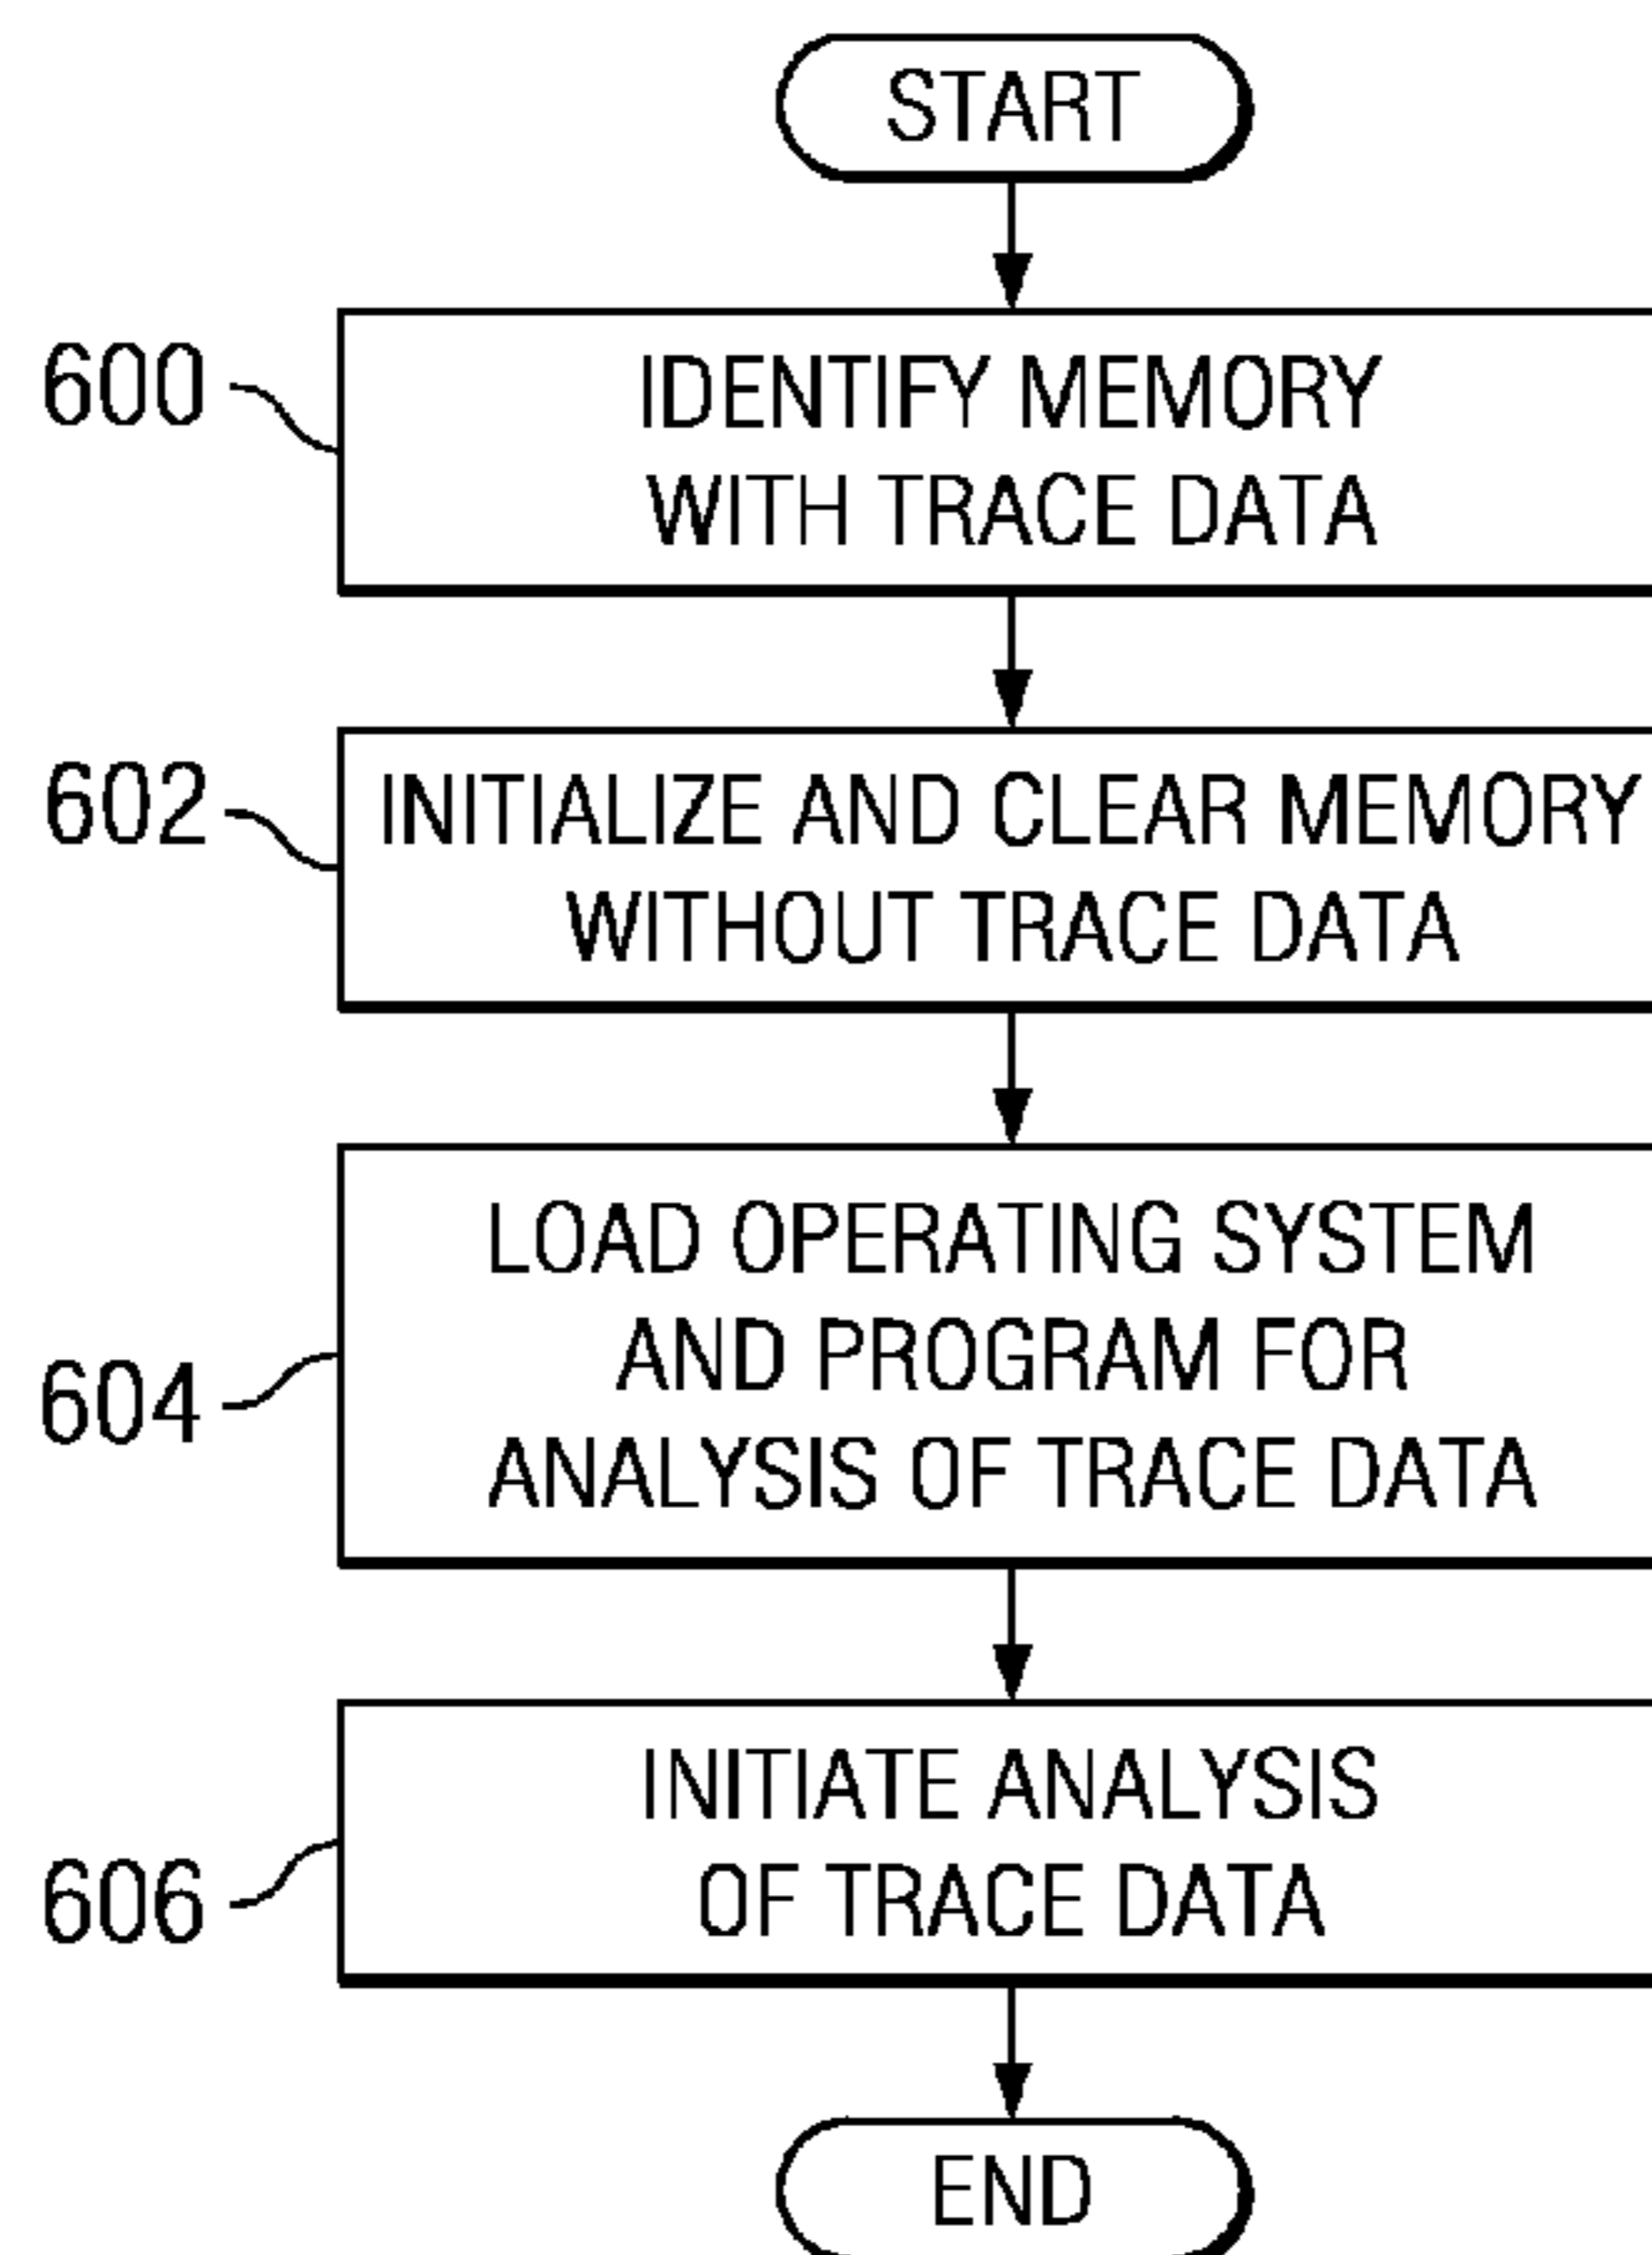 START
600
IDENTIFY MEMORY
WITH TRACE DATA
602
INITIALIZE AND CLEAR MEMORY
WITHOUT TRACE DATA
604
LOAD OPERATING SYSTEM
AND PROGRAM FOR
ANALYSIS OF TRACE DATA
606
INITIATE ANALYSIS
OF TRACE DATA
END